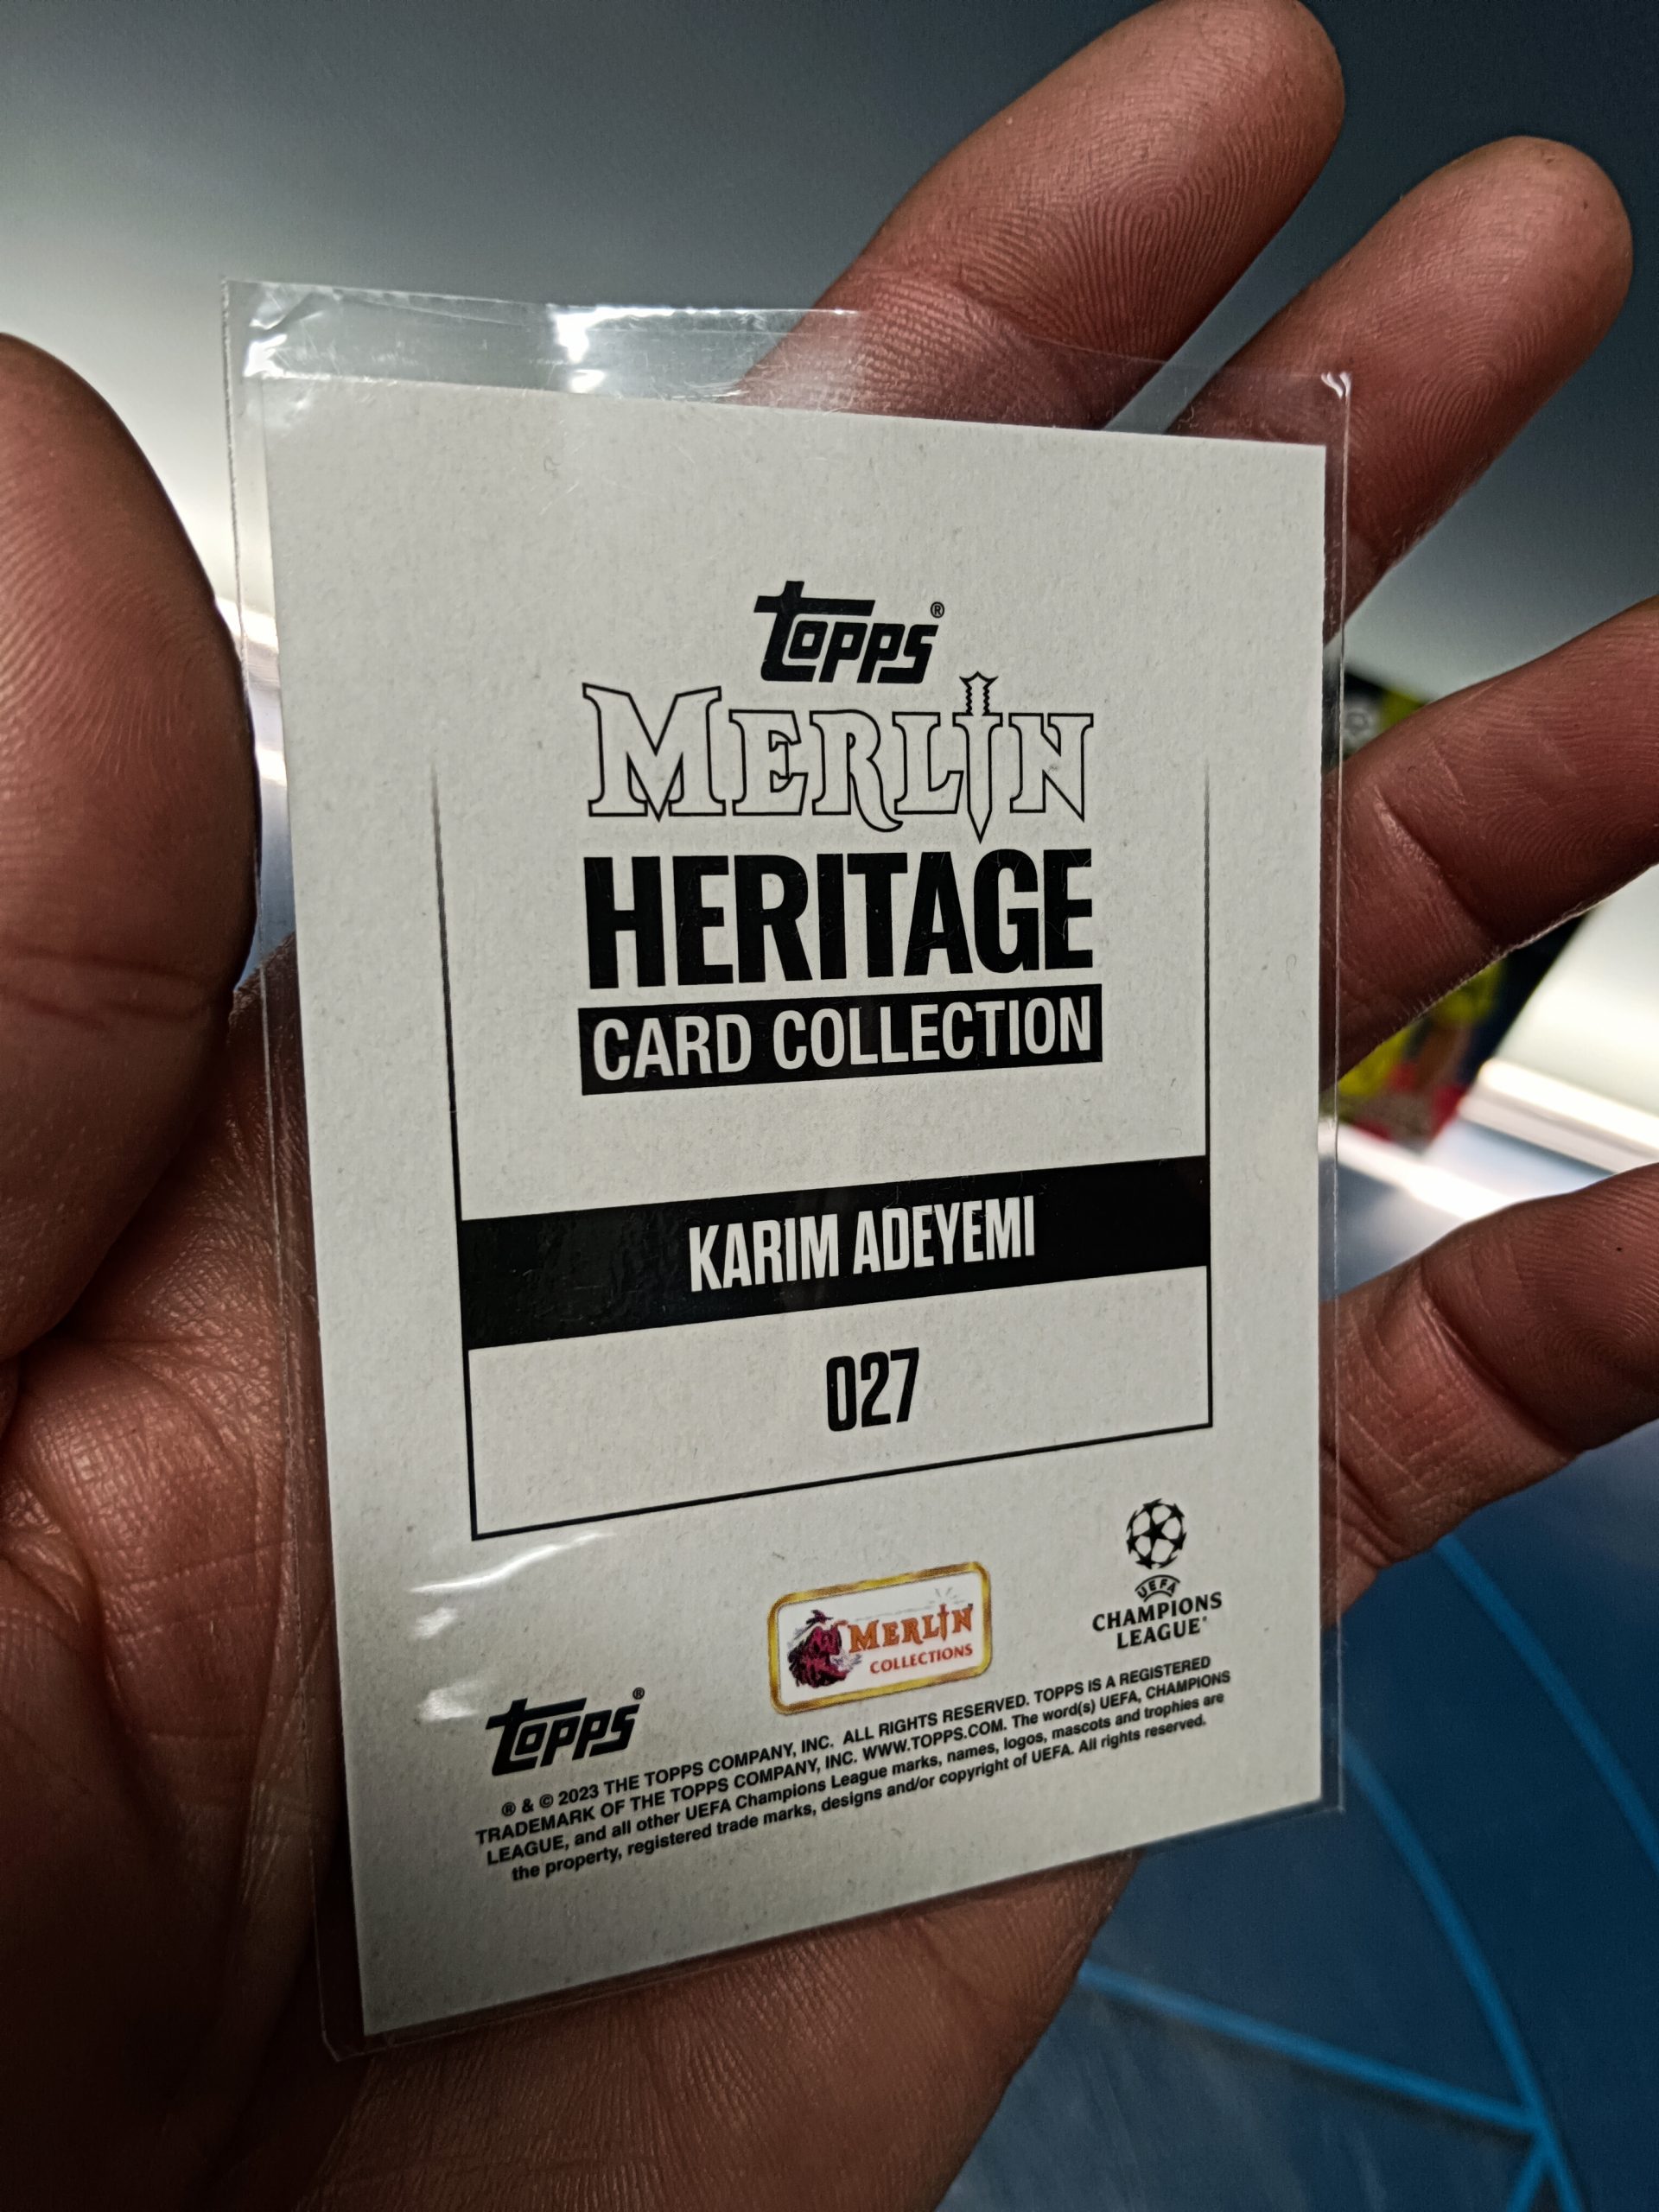 topps®
MERLIN
HERITAGE
CARD COLLECTION
KARIM ADEYEMI
027
UEFA
CHAMPIONS
LEAGUE®
MERLIN
COLLECTIONS
topps®
® & © 2023 THE TOPPS COMPANY, INC. ALL RIGHTS RESERVED. TOPPS IS A REGISTERED
TRADEMARK OF THE TOPPS COMPANY, INC. WWW.TOPPS.COM. The word(s) UEFA, CHAMPIONS
LEAGUE, and all other UEFA Champions League marks, names, logos, mascots and trophies are
the property, registered trade marks, designs and/or copyright of UEFA. All rights reserved.